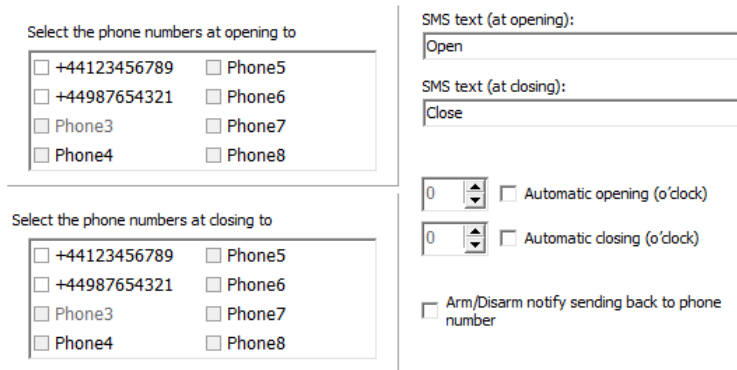 Select the phone numbers at opening to
+44123456789 Phone5
+44987654321 Phone6
Phone3 Phone7
Phone4 Phone8
Select the phone numbers at closing to
+44123456789 Phone5
+44987654321 Phone6
Phone3 Phone7
Phone4 Phone8
SMS text (at opening):
Open
SMS text (at closing):
Close
0 Automatic opening (o'clock)
0 Automatic closing (o'clock)
Arm/Disarm notify sending back to phone
number